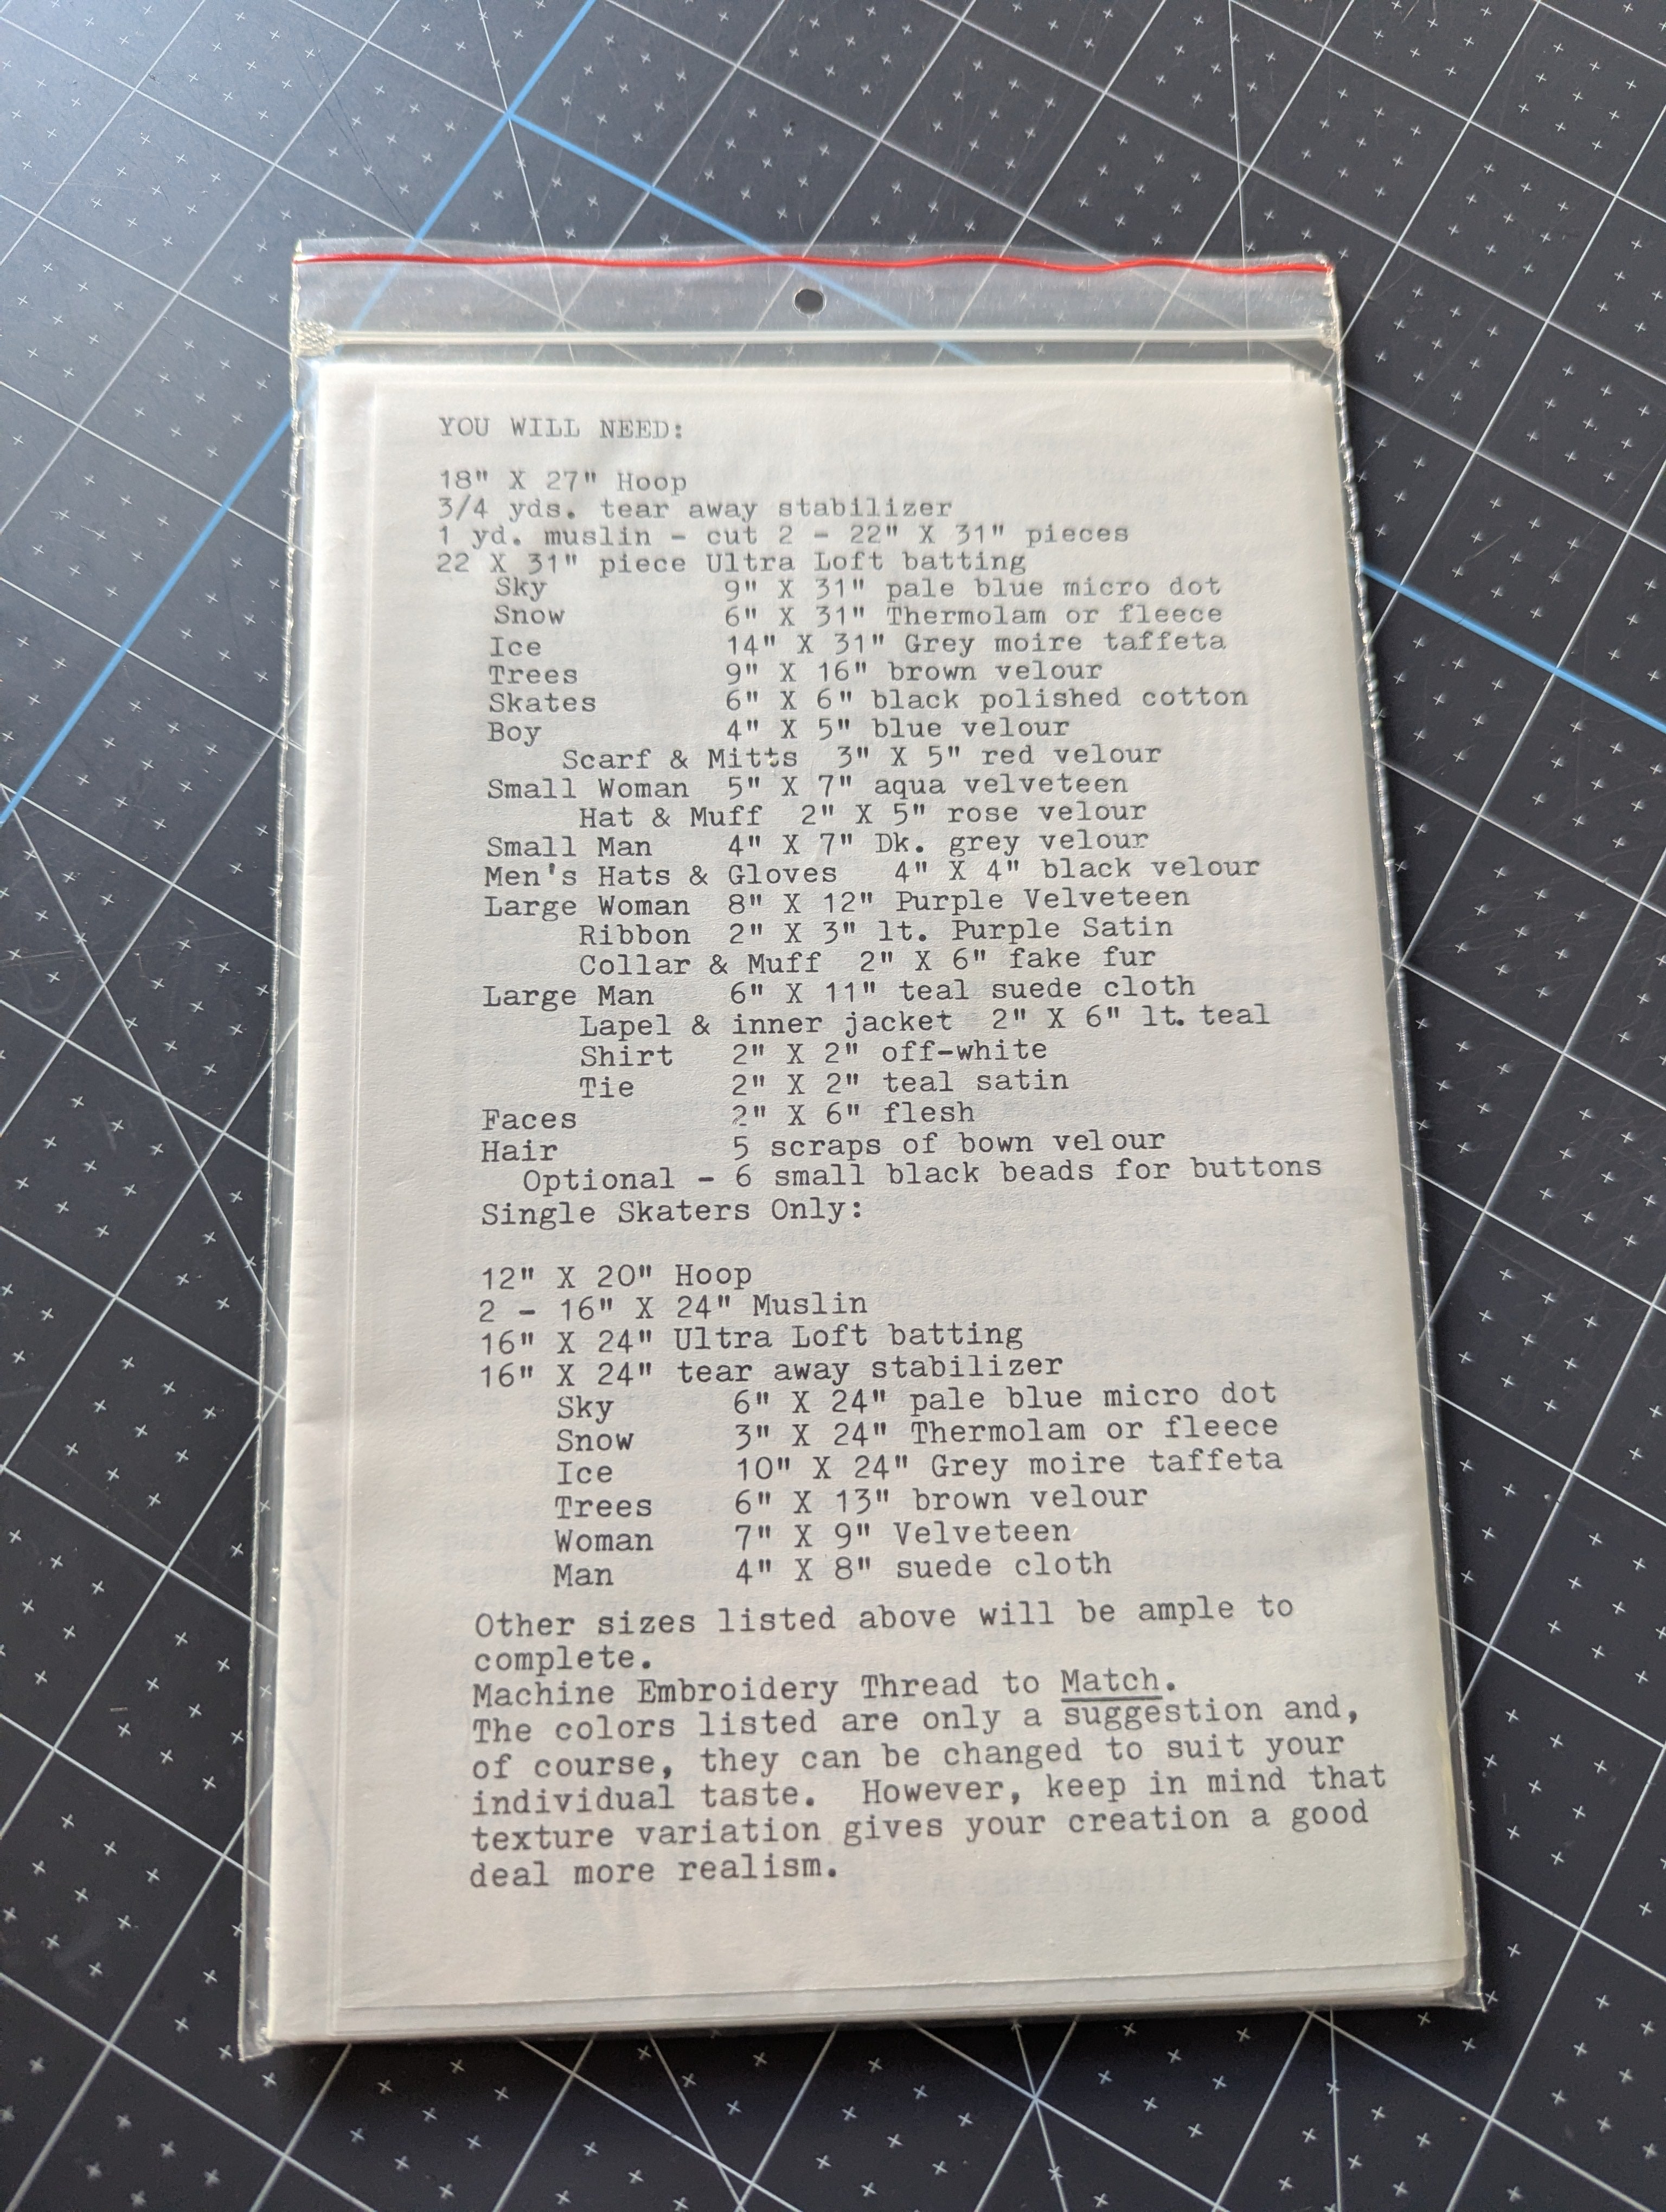 YOU WILL NEED:
18" X 27" Hoop
3/4 yds. tear away stabilizer
1 yd. muslin - cut 2 - 22" X 31" pieces
22 X 31" piece Ultra Loft batting
Sky 9" X 31" pale blue micro dot
Snow 6" X 31" Thermolam or fleece
Ice 14" X 31" Grey moire taffeta
Trees 9" X 16" brown velour
Skates 6" X 6" black polished cotton
Boy 4" X 5" blue velour
Scarf & Mitts 3" X 5" red velour
Small Woman 5" X 7" aqua velveteen
Hat & Muff 2" X 5" rose velour
Small Man 4" X 7" Dk. grey velour
Men's Hats & Gloves 4" X 4" black velour
Large Woman 8" X 12" Purple Velveteen
Ribbon 2" X 3" lt. Purple Satin
Collar & Muff 2" X 6" fake fur
Large Man 6" X 11" teal suede cloth
Lapel & inner jacket 2" X 6" lt. teal
Shirt 2" X 2" off-white
Tie 2" X 2" teal satin
Faces 2" X 6" flesh
Hair 5 scraps of bown velour
Optional - 6 small black beads for buttons
Single Skaters Only:
12" X 20" Hoop
2 - 16" X 24" Muslin
16" X 24" Ultra Loft batting
16" X 24" tear away stabilizer
Sky 6" X 24" pale blue micro dot
Snow 3" X 24" Thermolam or fleece
Ice 10" X 24" Grey moire taffeta
Trees 6" X 13" brown velour
Woman 7" X 9" Velveteen
Man 4" X 8" suede cloth
Other sizes listed above will be ample to
complete.
Machine Embroidery Thread to Match.
The colors listed are only a suggestion and,
of course, they can be changed to suit your
individual taste. However, keep in mind that
texture variation gives your creation a good
deal more realism.